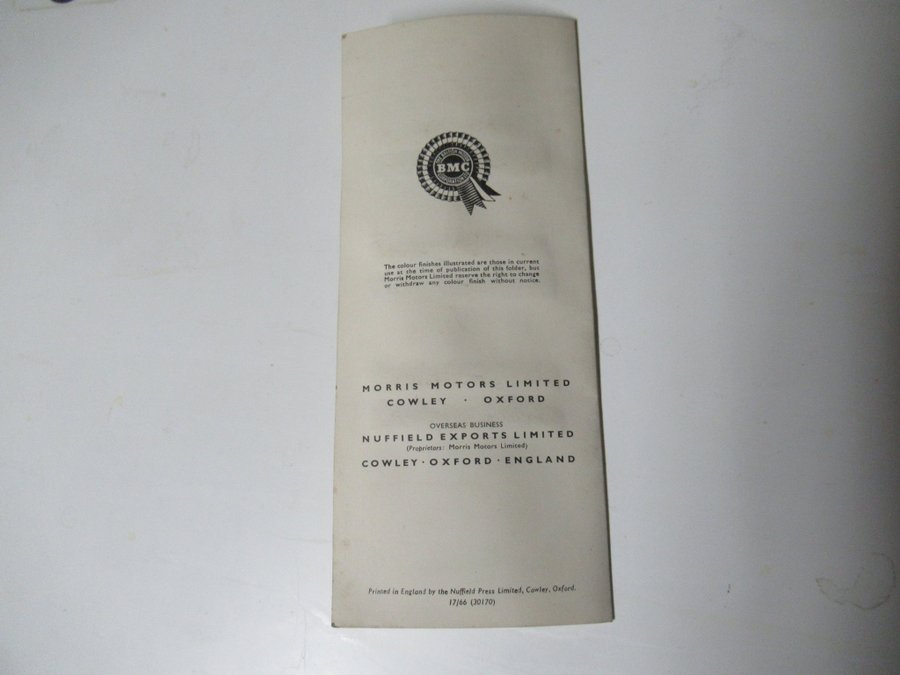 BMC
The colour finishes illustrated are those in current
use at the time of publication of this folder, but
Morris Motors Limited reserve the right to change
or withdraw any colour finish without notice.
MORRIS MOTORS LIMITED
COWLEY · OXFORD
OVERSEAS BUSINESS
NUFFIELD EXPORTS LIMITED
(Proprietors: Morris Motors Limited)
COWLEY · OXFORD · ENGLAND
Printed in England by the Nuffield Press Limited, Cowley, Oxford.
17/66 (20170)